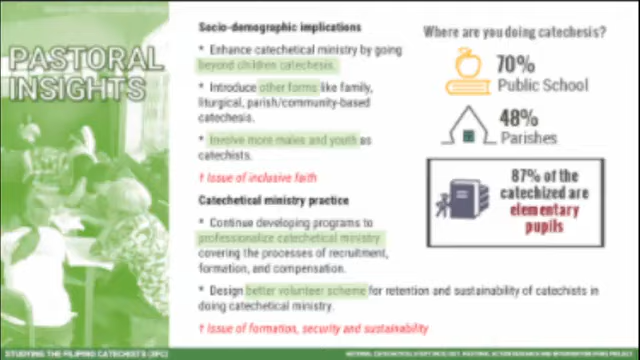 PASTORAL
INSIGHTS
Socio-demographic implications
* Enhance catechetical ministry by going
beyond children catechesis.
* Introduce other forms like family,
liturgical, parish/community-based
catechesis.
* Involve more males and youth as
catechists.
† Issue of inclusive faith
Catechetical ministry practice
* Continue developing programs to
professionalize catechetical ministry
covering the processes of recruitment,
formation, and compensation.
* Design better volunteer scheme for retention and sustainability of catechists in
doing catechetical ministry.
† Issue of formation, security and sustainability
Where are you doing catechesis?
70%
Public School
48%
Parishes
87% of the
catechized are
elementary
pupils
STUDYING THE FILIPINO CATECHISTS (SFC)